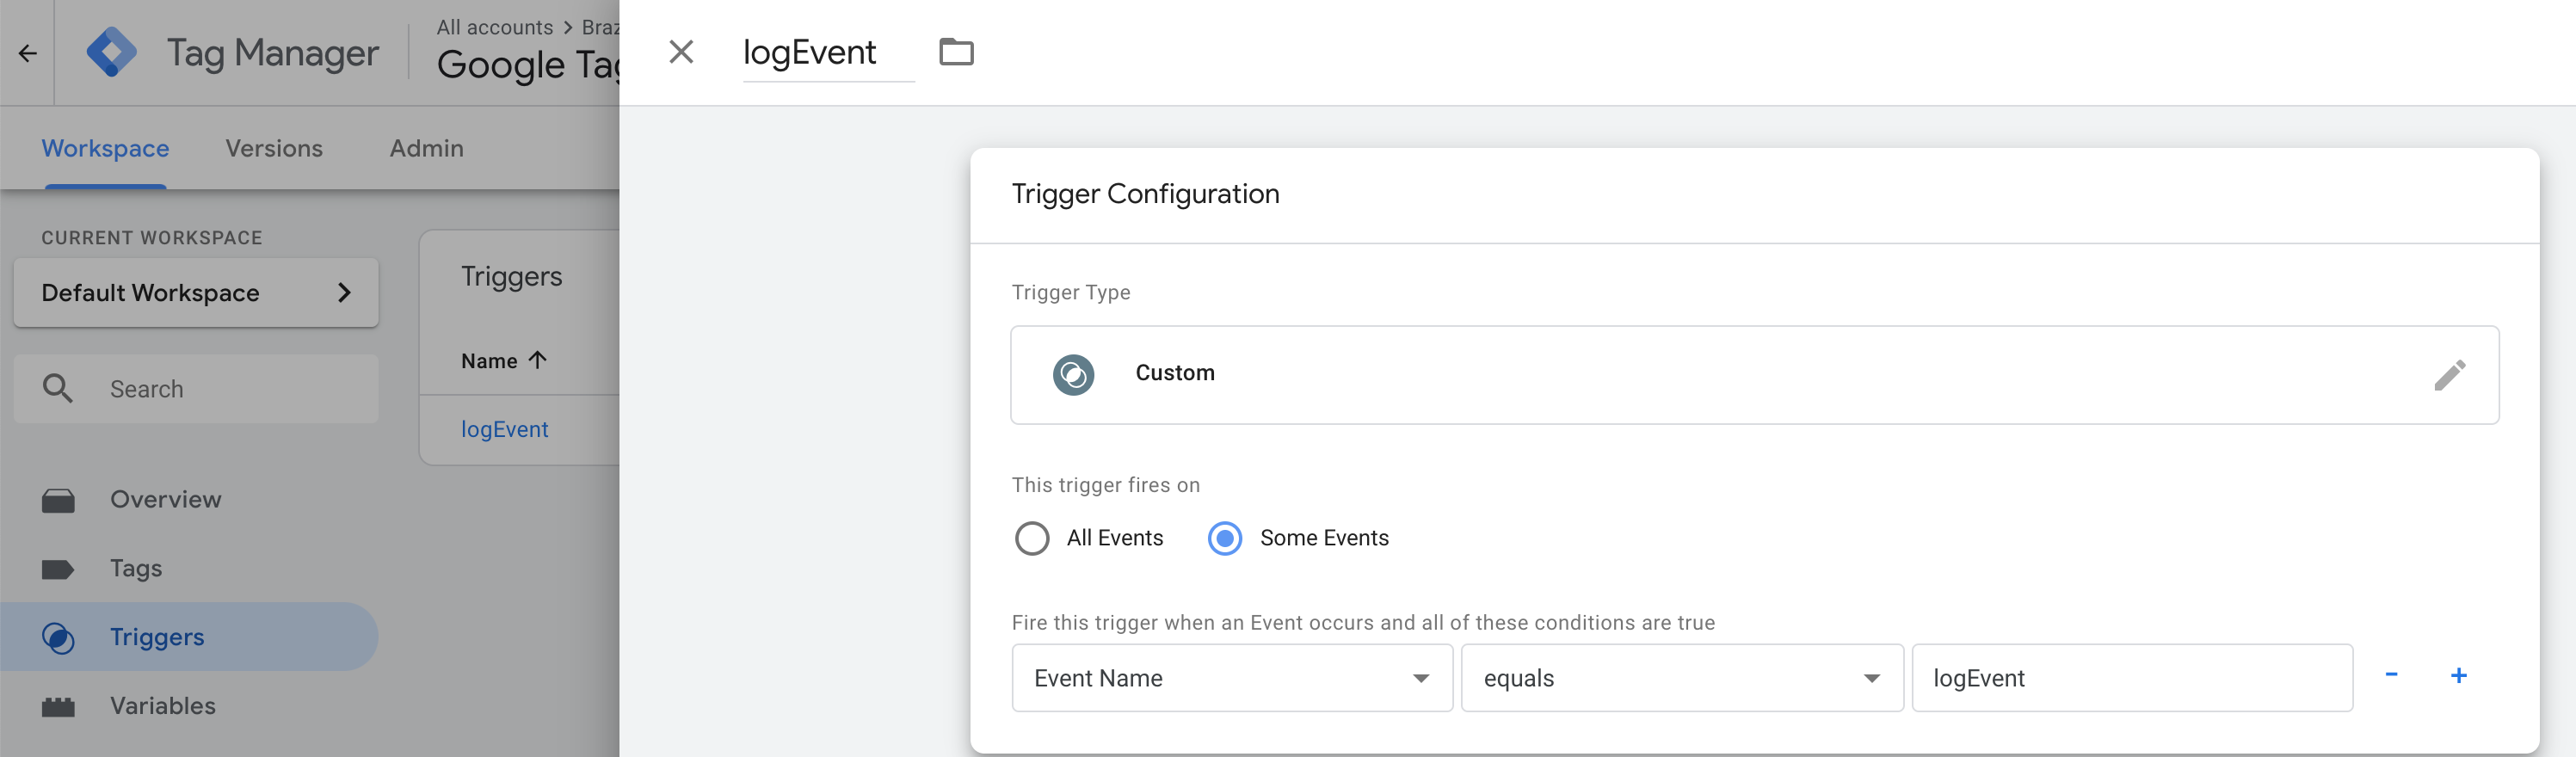 Tag Manager
All accounts > Braz
Google Tag
Workspace Versions Admin
CURRENT WORKSPACE
Default Workspace
Search
Overview
Tags
Triggers
Variables
Triggers
Name
logEvent
logEvent
Trigger Configuration
Trigger Type
Custom
This trigger fires on
All Events Some Events
Fire this trigger when an Event occurs and all of these conditions are true
Event Name equals logEvent - +